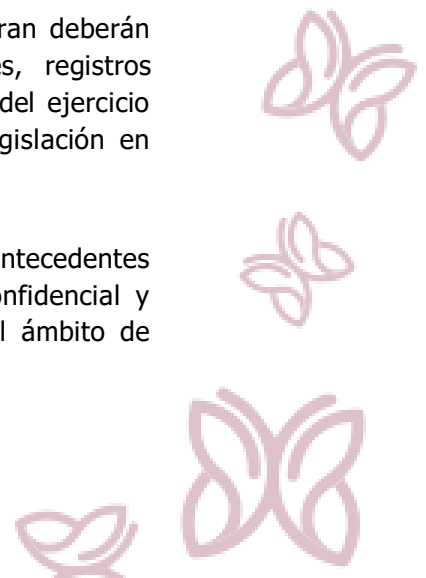 ran deberán
es, registros
del ejercicio
gislación en
ntecedentes
onfidencial y
l ámbito de